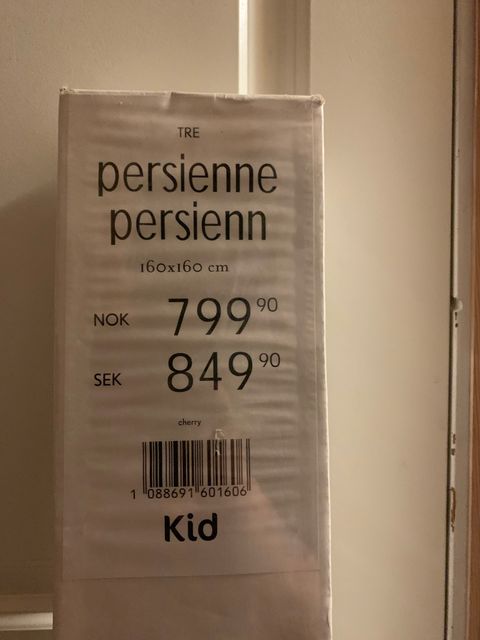 TRE
persienne
persienn
160x160 cm
NOK 799 90
SEK 849 90
cherry
1 088691 601606
Kid